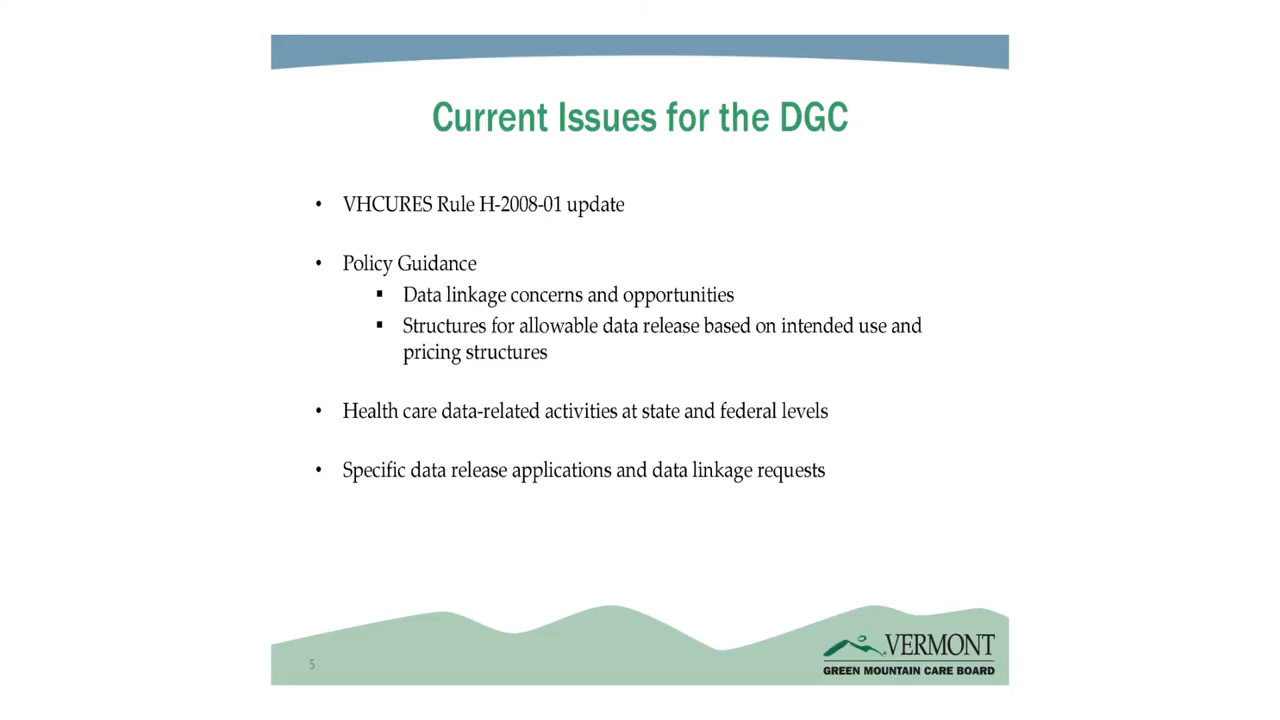 Current Issues for the DGC
• VHCURES Rule H-2008-01 update
• Policy Guidance
▪ Data linkage concerns and opportunities
▪ Structures for allowable data release based on intended use and
pricing structures
• Health care data-related activities at state and federal levels
• Specific data release applications and data linkage requests
5
VERMONT
GREEN MOUNTAIN CARE BOARD